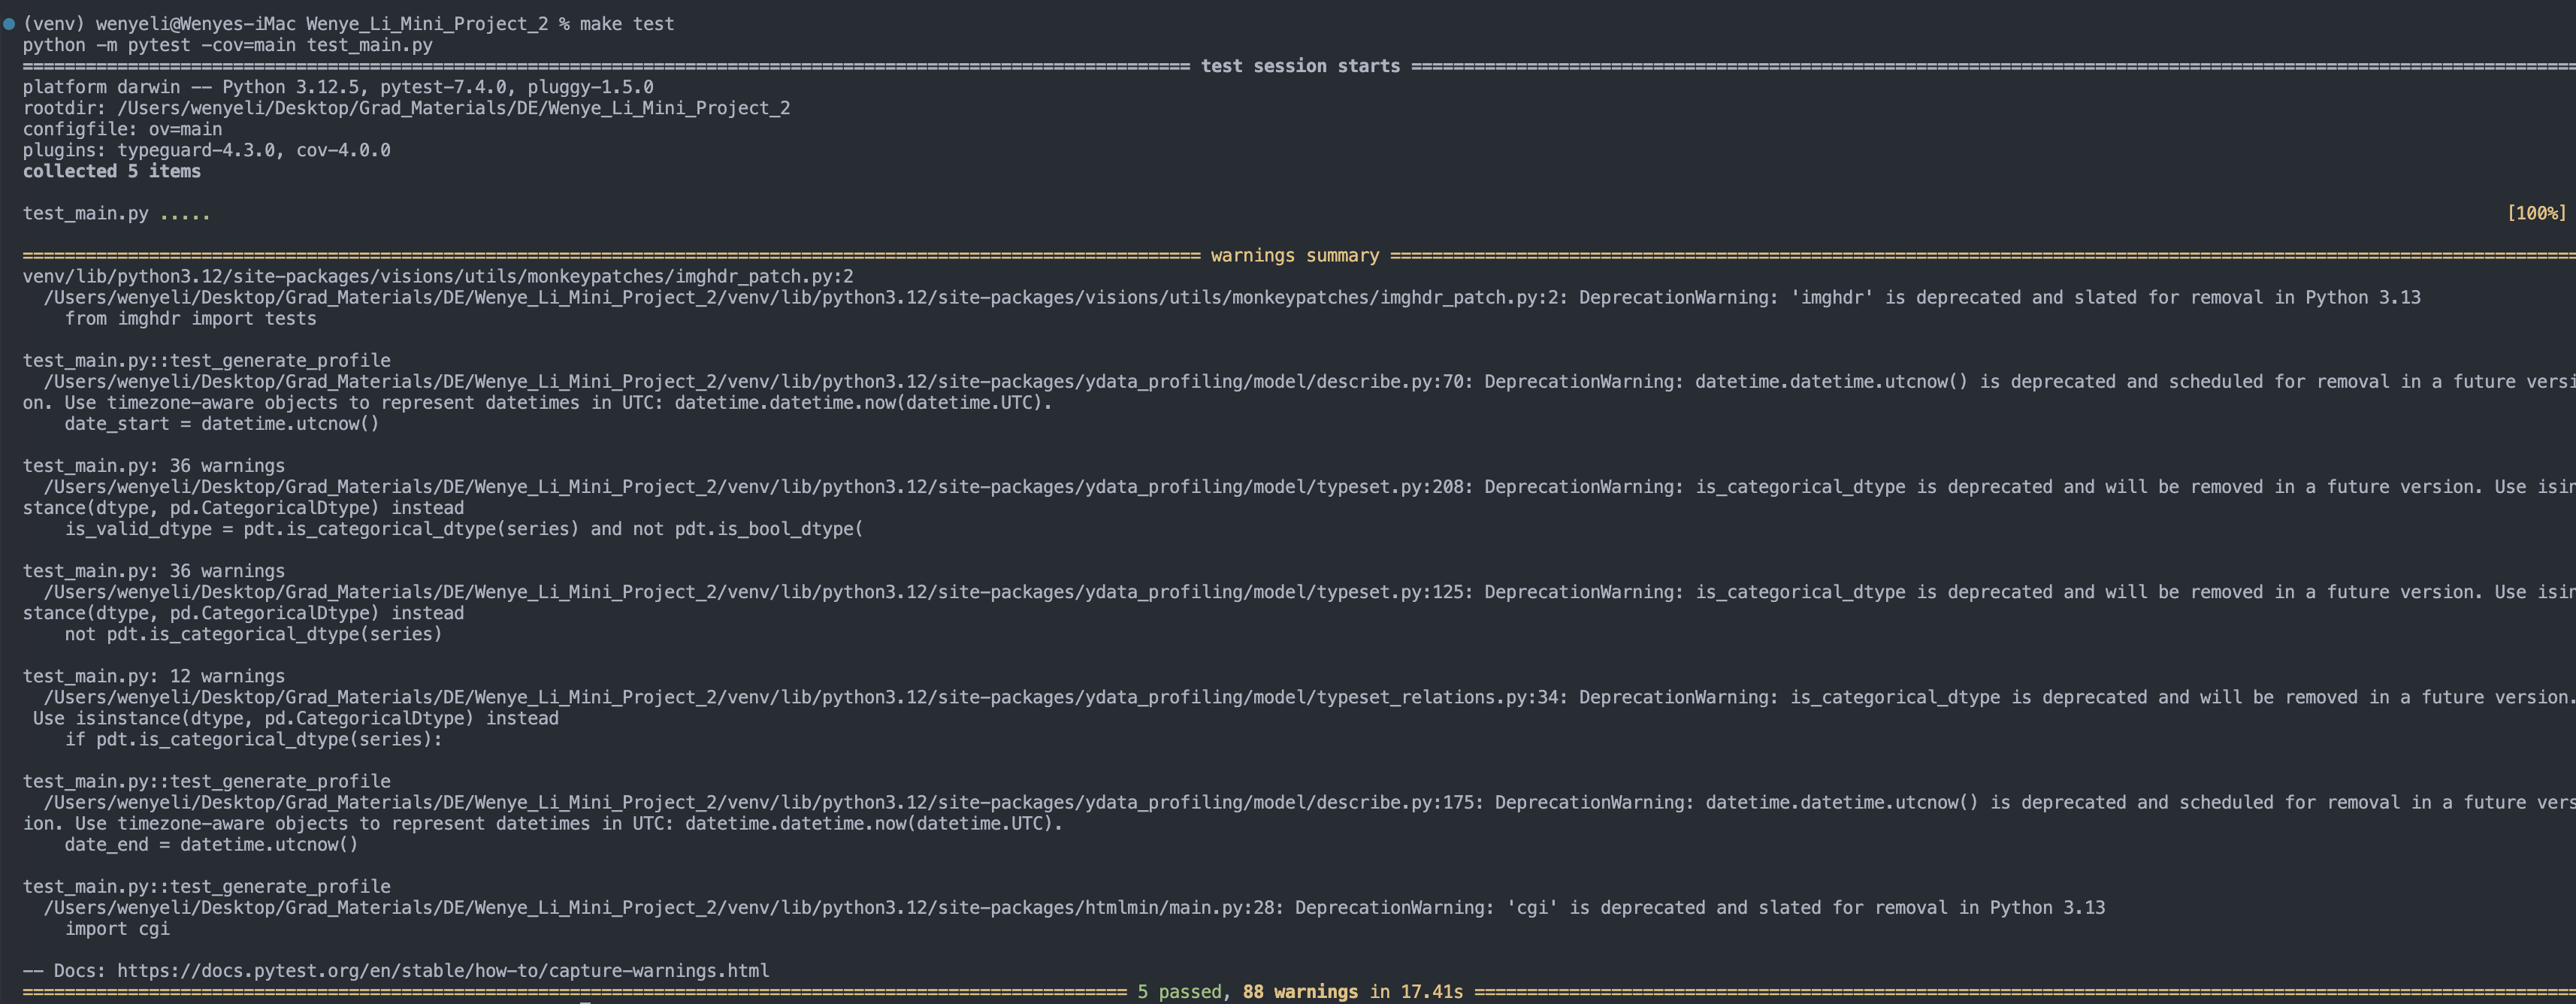 (venv) wenyeli@Wenyes-iMac Wenye_Li_Mini_Project_2 % make test
python -m pytest -cov=main test_main.py
=== test session starts ===
platform darwin -- Python 3.12.5, pytest-7.4.0, pluggy-1.5.0
rootdir: /Users/wenyeli/Desktop/Grad_Materials/DE/Wenye_Li_Mini_Project_2
configfile: ov=main
plugins: typeguard-4.3.0, cov-4.0.0
collected 5 items
test_main.py ..... [100%]
=== warnings summary ===
venv/lib/python3.12/site-packages/visions/utils/monkeypatches/imghdr_patch.py:2
/Users/wenyeli/Desktop/Grad_Materials/DE/Wenye_Li_Mini_Project_2/venv/lib/python3.12/site-packages/visions/utils/monkeypatches/imghdr_patch.py:2: DeprecationWarning: 'imghdr' is deprecated and slated for removal in Python 3.13
from imghdr import tests
test_main.py::test_generate_profile
/Users/wenyeli/Desktop/Grad_Materials/DE/Wenye_Li_Mini_Project_2/venv/lib/python3.12/site-packages/ydata_profiling/model/describe.py:70: DeprecationWarning: datetime.datetime.utcnow() is deprecated and scheduled for removal in a future versi
on. Use timezone-aware objects to represent datetimes in UTC: datetime.datetime.now(datetime.UTC).
date_start = datetime.utcnow()
test_main.py: 36 warnings
/Users/wenyeli/Desktop/Grad_Materials/DE/Wenye_Li_Mini_Project_2/venv/lib/python3.12/site-packages/ydata_profiling/model/typeset.py:208: DeprecationWarning: is_categorical_dtype is deprecated and will be removed in a future version. Use isin
stance(dtype, pd.CategoricalDtype) instead
is_valid_dtype = pdt.is_categorical_dtype(series) and not pdt.is_bool_dtype(
test_main.py: 36 warnings
/Users/wenyeli/Desktop/Grad_Materials/DE/Wenye_Li_Mini_Project_2/venv/lib/python3.12/site-packages/ydata_profiling/model/typeset.py:125: DeprecationWarning: is_categorical_dtype is deprecated and will be removed in a future version. Use isin
stance(dtype, pd.CategoricalDtype) instead
not pdt.is_categorical_dtype(series)
test_main.py: 12 warnings
/Users/wenyeli/Desktop/Grad_Materials/DE/Wenye_Li_Mini_Project_2/venv/lib/python3.12/site-packages/ydata_profiling/model/typeset_relations.py:34: DeprecationWarning: is_categorical_dtype is deprecated and will be removed in a future version.
Use isinstance(dtype, pd.CategoricalDtype) instead
if pdt.is_categorical_dtype(series):
test_main.py::test_generate_profile
/Users/wenyeli/Desktop/Grad_Materials/DE/Wenye_Li_Mini_Project_2/venv/lib/python3.12/site-packages/ydata_profiling/model/describe.py:175: DeprecationWarning: datetime.datetime.utcnow() is deprecated and scheduled for removal in a future vers
ion. Use timezone-aware objects to represent datetimes in UTC: datetime.datetime.now(datetime.UTC).
date_end = datetime.utcnow()
test_main.py::test_generate_profile
/Users/wenyeli/Desktop/Grad_Materials/DE/Wenye_Li_Mini_Project_2/venv/lib/python3.12/site-packages/htmlmin/main.py:28: DeprecationWarning: 'cgi' is deprecated and slated for removal in Python 3.13
import cgi
-- Docs: https://docs.pytest.org/en/stable/how-to/capture-warnings.html
=== 5 passed, 88 warnings in 17.41s ===